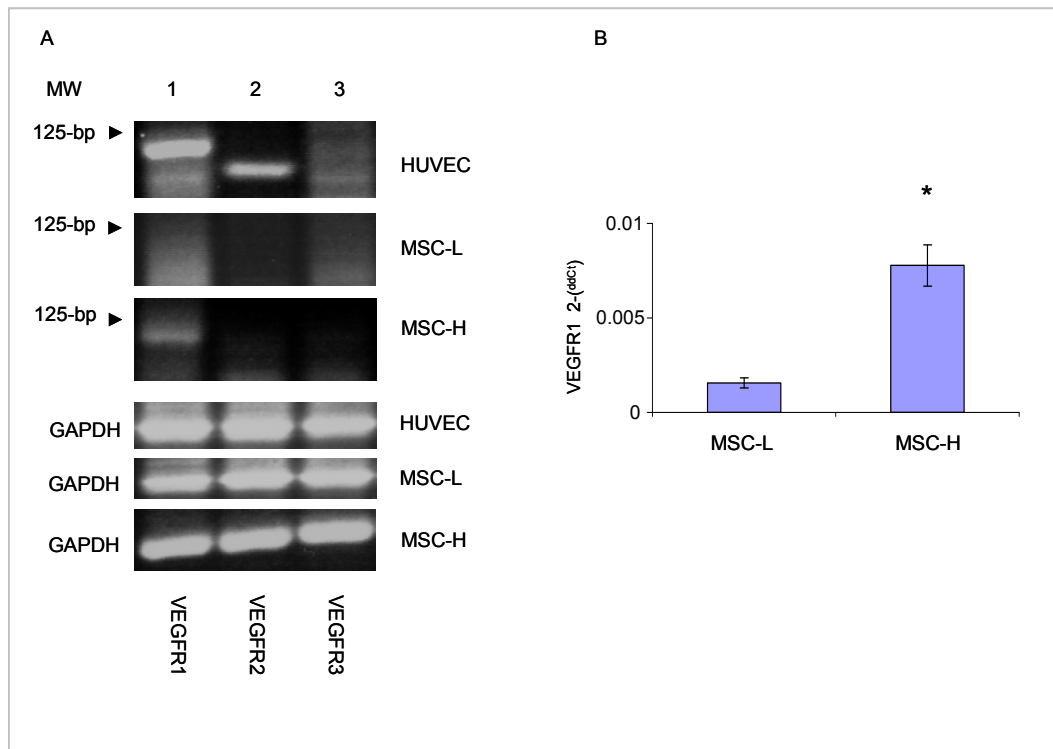 A
MW 1 2 3
125-bp
HUVEC
125-bp
MSC-L
125-bp
MSC-H
GAPDH HUVEC
GAPDH MSC-L
GAPDH MSC-H
VEGFR1
VEGFR2
VEGFR3
B
*
VEGFR1 2-(ddCt)
0.01
0.005
0
MSC-L MSC-H